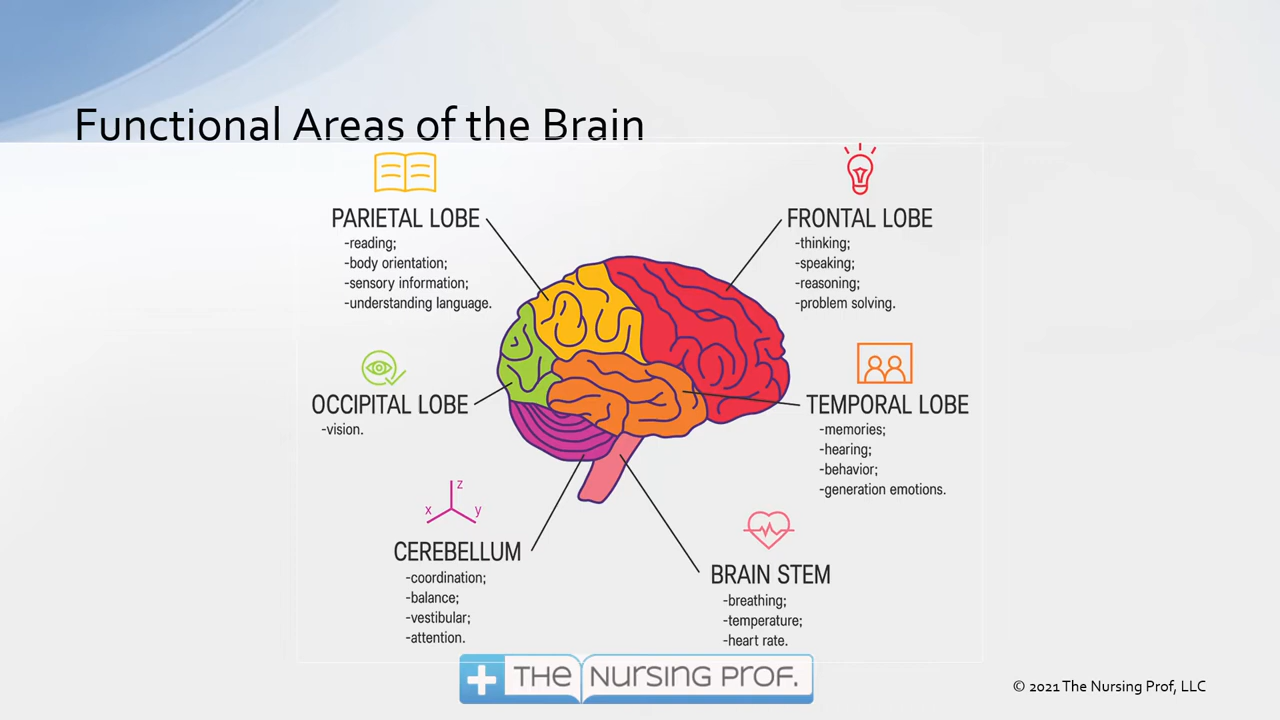 Functional Areas of the Brain
PARIETAL LOBE
-reading;
-body orientation;
-sensory information;
-understanding language.
FRONTAL LOBE
-thinking;
-speaking;
-reasoning;
-problem solving.
OCCIPITAL LOBE
-vision.
TEMPORAL LOBE
-memories;
-hearing;
-behavior;
-generation emotions.
z
x y
CEREBELLUM
-coordination;
-balance;
-vestibular;
-attention.
BRAIN STEM
-breathing;
-temperature;
-heart rate.
THE NURSING PROF.
© 2021 The Nursing Prof, LLC